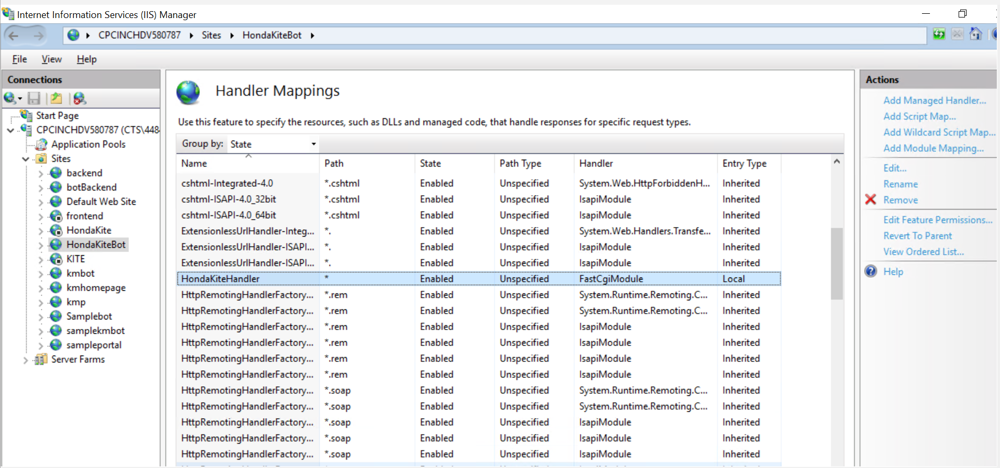 Internet Information Services (IIS) Manager
CPCINCHDV580787 Sites HondaKiteBot
File View Help
Connections
Start Page
CPCINCHDV580787 (CTS\448
Application Pools
Sites
backend
botBackend
Default Web Site
frontend
HondaKite
HondaKiteBot
KITE
kmbot
kmhomepage
kmp
Samplebot
samplekmbot
sampleportal
Server Farms
Handler Mappings
Use this feature to specify the resources, such as DLLs and managed code, that handle responses for specific request types.
Group by: State
Name Path State Path Type Handler Entry Type
cshtml-Integrated-4.0 *.cshtml Enabled Unspecified System.Web.HttpForbiddenH... Inherited
cshtml-ISAPI-4.0_32bit *.cshtml Enabled Unspecified IsapiModule Inherited
cshtml-ISAPI-4.0_64bit *.cshtml Enabled Unspecified IsapiModule Inherited
ExtensionlessUrlHandler-Integ... *. Enabled Unspecified System.Web.Handlers.Transfe... Inherited
ExtensionlessUrlHandler-ISAPI... *. Enabled Unspecified IsapiModule Inherited
ExtensionlessUrlHandler-ISAPI... *. Enabled Unspecified IsapiModule Inherited
HondaKiteHandler * Enabled Unspecified FastCgiModule Local
HttpRemotingHandlerFactory... *.rem Enabled Unspecified System.Runtime.Remoting.C... Inherited
HttpRemotingHandlerFactory... *.rem Enabled Unspecified System.Runtime.Remoting.C... Inherited
HttpRemotingHandlerFactory... *.rem Enabled Unspecified IsapiModule Inherited
HttpRemotingHandlerFactory... *.rem Enabled Unspecified IsapiModule Inherited
HttpRemotingHandlerFactory... *.rem Enabled Unspecified IsapiModule Inherited
HttpRemotingHandlerFactory... *.rem Enabled Unspecified IsapiModule Inherited
HttpRemotingHandlerFactory... *.soap Enabled Unspecified System.Runtime.Remoting.C... Inherited
HttpRemotingHandlerFactory... *.soap Enabled Unspecified System.Runtime.Remoting.C... Inherited
HttpRemotingHandlerFactory... *.soap Enabled Unspecified IsapiModule Inherited
HttpRemotingHandlerFactory... *.soap Enabled Unspecified IsapiModule Inherited
HttpRemotingHandlerFactory... *.soap Enabled Unspecified IsapiModule Inherited
Actions
Add Managed Handler...
Add Script Map...
Add Wildcard Script Map...
Add Module Mapping...
Edit...
Rename
Remove
Edit Feature Permissions...
Revert To Parent
View Ordered List...
Help